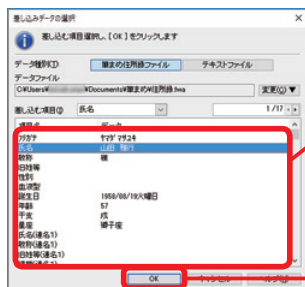 差し込みデータの選択
差し込む項目を選択し、[OK]をクリックします
データ種別(D) 筆まめ住所録ファイル テキストファイル
データファイル
C:¥Users¥ ¥Documents¥筆まめ¥住所録.fwa 変更(O)▼
差し込む項目(I) 氏名 1/17
データ
フリガナ ヤマダ マサユキ
氏名 山田 雅行
敬称 様
旧姓等
性別
血液型
誕生日 1958/08/19火曜日
年齢 57
干支 戌
星座 獅子座
氏名(連名1)
敬称(連名1)
旧姓等(連名1)
OK